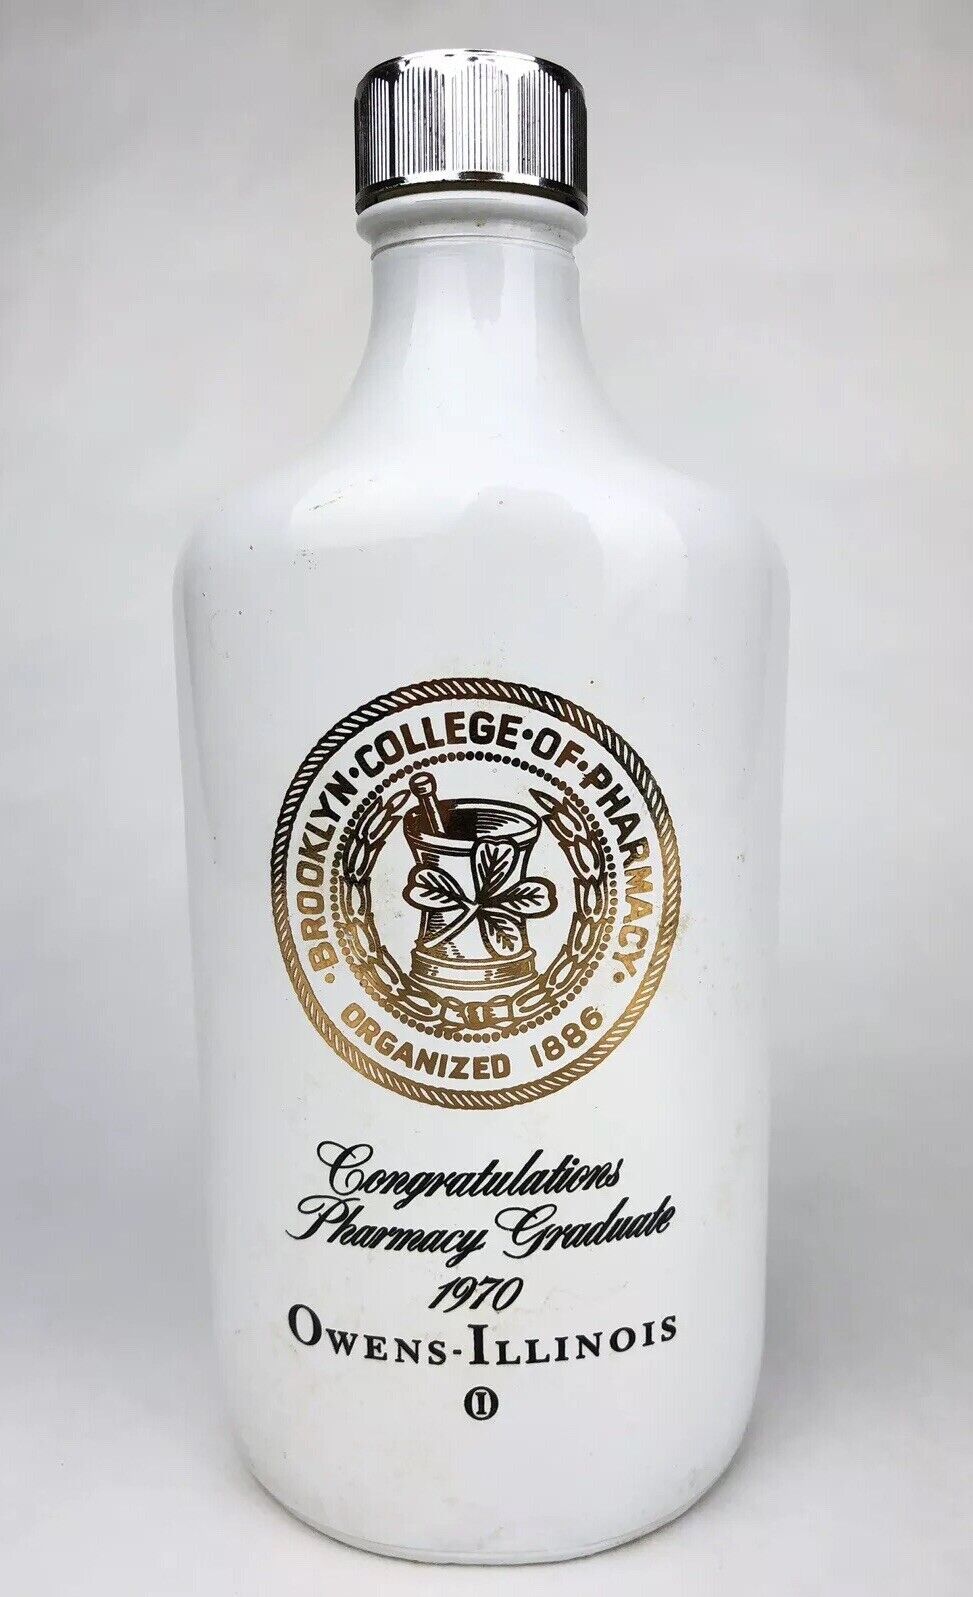 · BROOKLYN · COLLEGE · OF · PHARMACY ·
ORGANIZED 1886
Congratulations
Pharmacy Graduate
1970
OWENS-ILLINOIS